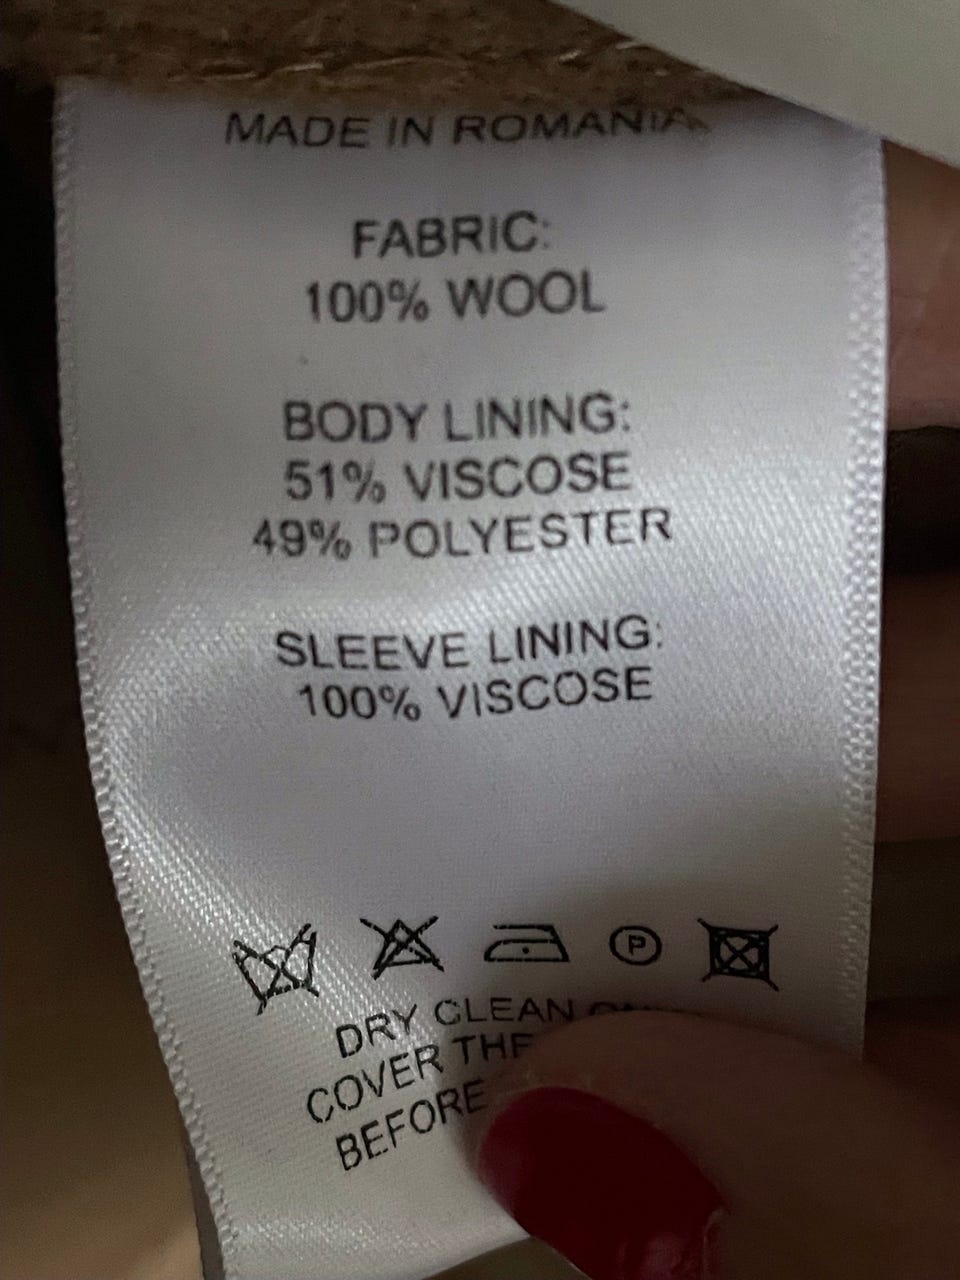 MADE IN ROMANIA
FABRIC:
100% WOOL
BODY LINING:
51% VISCOSE
49% POLYESTER
SLEEVE LINING:
100% VISCOSE
P
DRY CLEAN
COVER THE
BEFORE